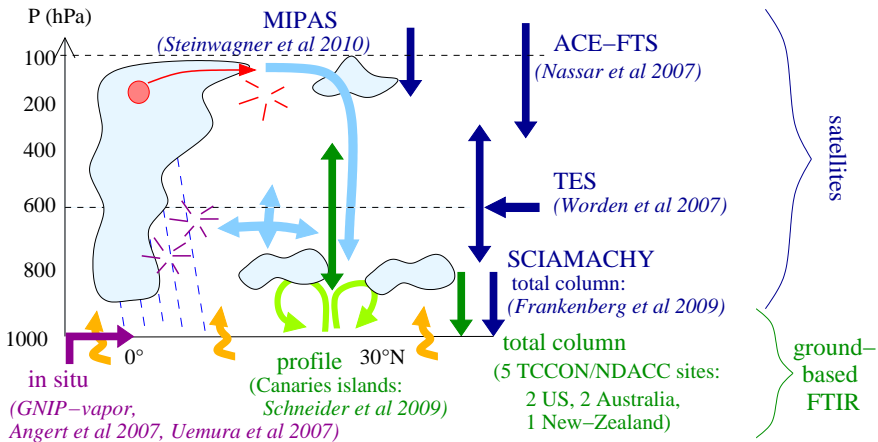 P (hPa)
MIPAS
(Steinwagner et al 2010)
ACE–FTS
(Nassar et al 2007)
100
200
400
600
800
1000
TES
(Worden et al 2007)
satellites
SCIAMACHY
total column:
(Frankenberg et al 2009)
0°
30°N
in situ
(GNIP–vapor,
Angert et al 2007, Uemura et al 2007)
profile
(Canaries islands:
Schneider et al 2009)
total column
(5 TCCON/NDACC sites:
2 US, 2 Australia,
1 New–Zealand)
ground–
based
FTIR